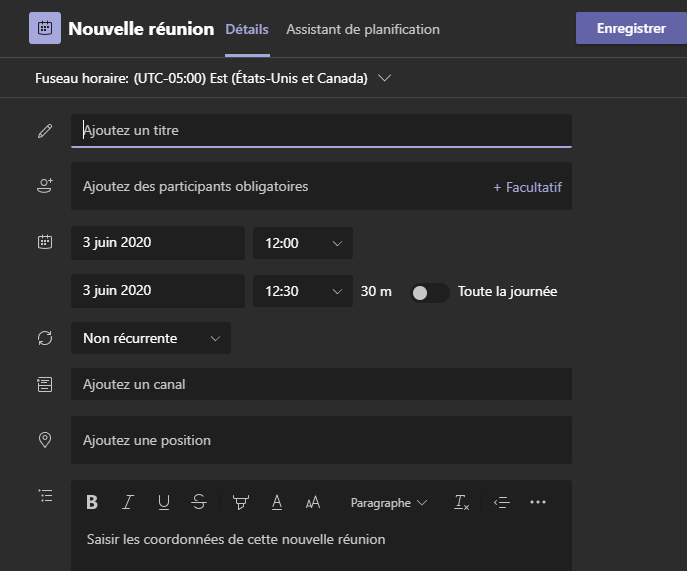 Nouvelle réunion Détails Assistant de planification Enregistrer
Fuseau horaire: (UTC-05:00) Est (États-Unis et Canada)
Ajoutez un titre
Ajoutez des participants obligatoires + Facultatif
3 juin 2020 12:00
3 juin 2020 12:30 30 m Toute la journée
Non récurrente
Ajoutez un canal
Ajoutez une position
B I U S A AA Paragraphe Tx
Saisir les coordonnées de cette nouvelle réunion